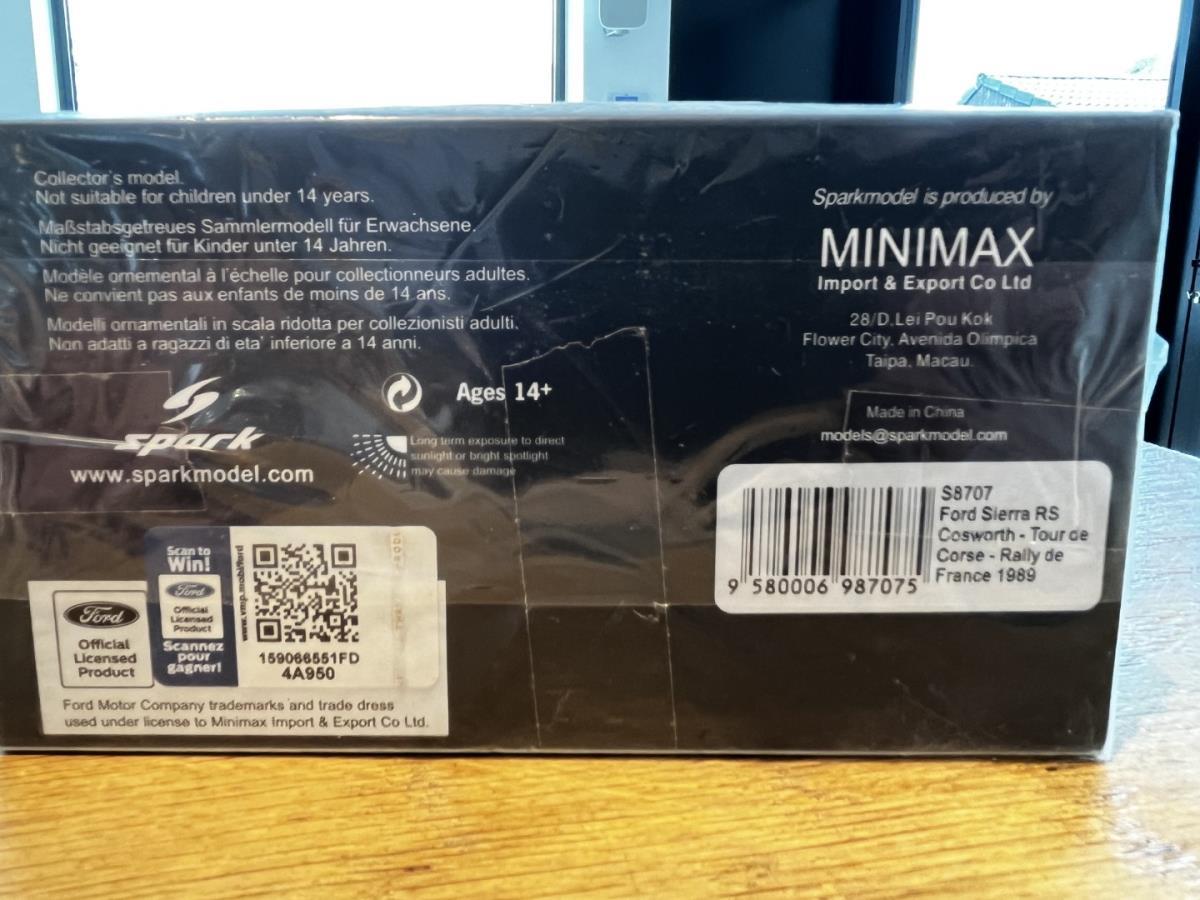 Collector's model.
Not suitable for children under 14 years.
Maßstabsgetreues Sammlermodell für Erwachsene.
Nicht geeignet für Kinder unter 14 Jahren.
Modèle ornemental à l'échelle pour collectionneurs adultes.
Ne convient pas aux enfants de moins de 14 ans.
Modelli ornamentali in scala ridotta per collezionisti adulti.
Non adatti a ragazzi di eta' inferiore a 14 anni.
spark
www.sparkmodel.com
Ages 14+
Long term exposure to direct
sunlight or bright spotlight
may cause damage
Sparkmodel is produced by
MINIMAX
Import & Export Co Ltd
28/D,Lei Pou Kok
Flower City, Avenida Olimpica
Taipa, Macau.
Made in China
models@sparkmodel.com
S8707
Ford Sierra RS
Cosworth - Tour de
Corse - Rally de
France 1989
9 580006 987075
Ford
Official
Licensed
Product
Scan to
Win!
Ford
Official
Licensed
Product
Scannez
pour
gagner!
www.vmp.mobi/ford
159066551FD
4A950
Ford Motor Company trademarks and trade dress
used under license to Minimax Import & Export Co Ltd.